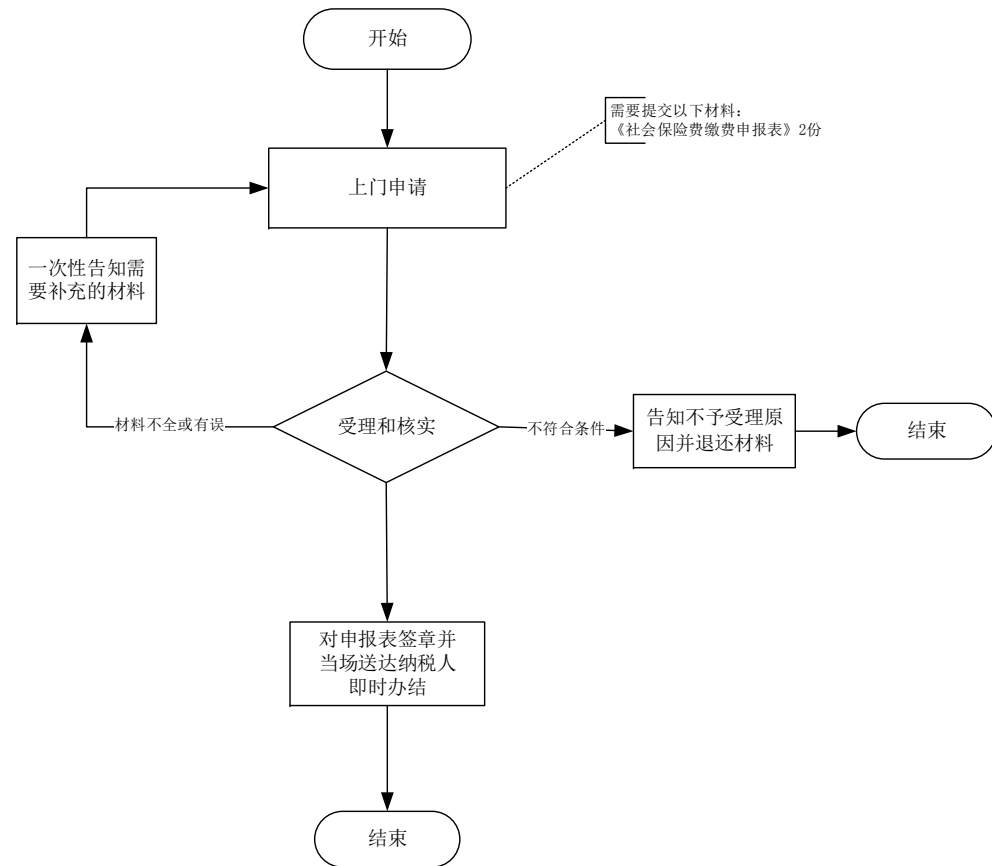 开始
需要提交以下材料：
《社会保险费缴费申报表》2份
上门申请
一次性告知需
要补充的材料
材料不全或有误
受理和核实
不符合条件
告知不予受理原
因并退还材料
结束
对申报表签章并
当场送达纳税人
即时办结
结束